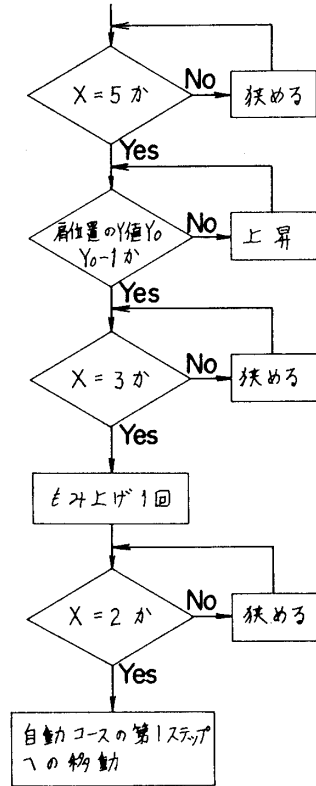 X = 5 か
No
狭める
Yes
肩位置のY値Y₀
Y₀-1か
No
上昇
Yes
X = 3 か
No
狭める
Yes
もみ上げ1回
X = 2 か
No
狭める
Yes
自動コースの第1ステップ
への移動